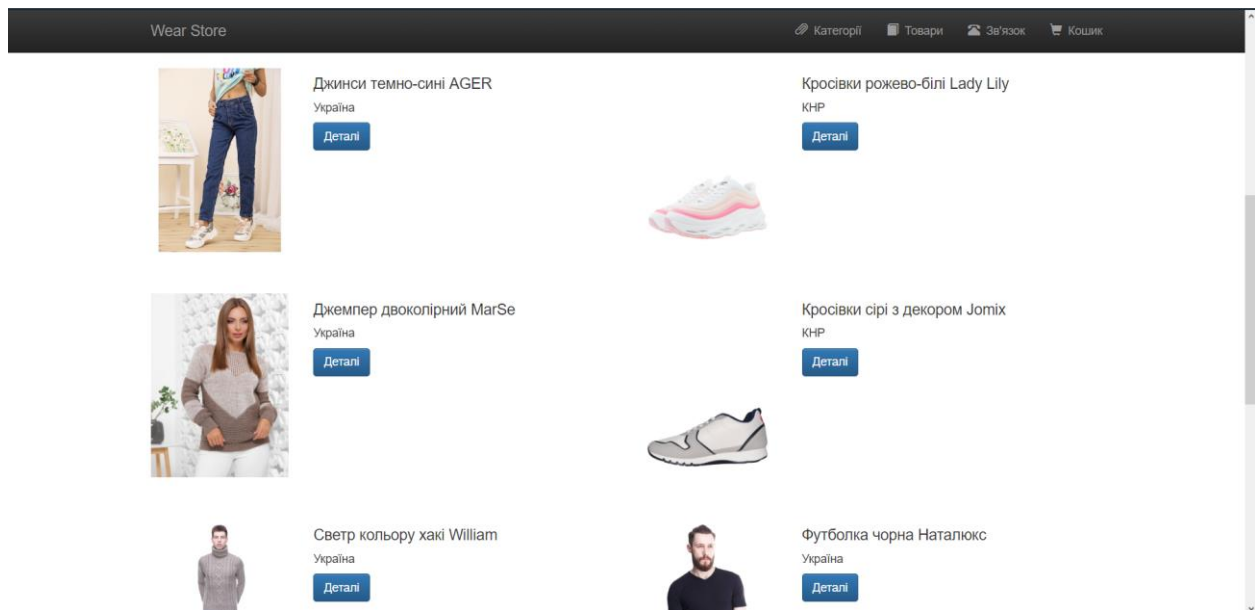 Wear Store
Категорії
Товари
Зв'язок
Кошик
Джинси темно-сині AGER
Україна
Деталі
Кросівки рожево-білі Lady Lily
КНР
Деталі
Джемпер двоколірний MarSe
Україна
Деталі
Кросівки сірі з декором Jomix
КНР
Деталі
Светр кольору хакі William
Україна
Деталі
Футболка чорна Наталюкс
Україна
Деталі